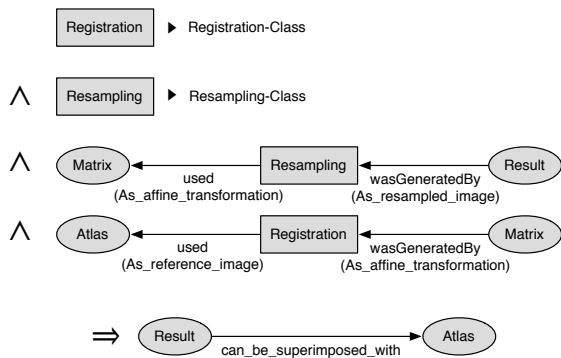 Registration ▶ Registration-Class
∧ Resampling ▶ Resampling-Class
∧ Matrix Resampling Result
used wasGeneratedBy
(As_affine_transformation) (As_resampled_image)
∧ Atlas Registration Matrix
used wasGeneratedBy
(As_reference_image) (As_affine_transformation)
⇒ Result Atlas
can_be_superimposed_with